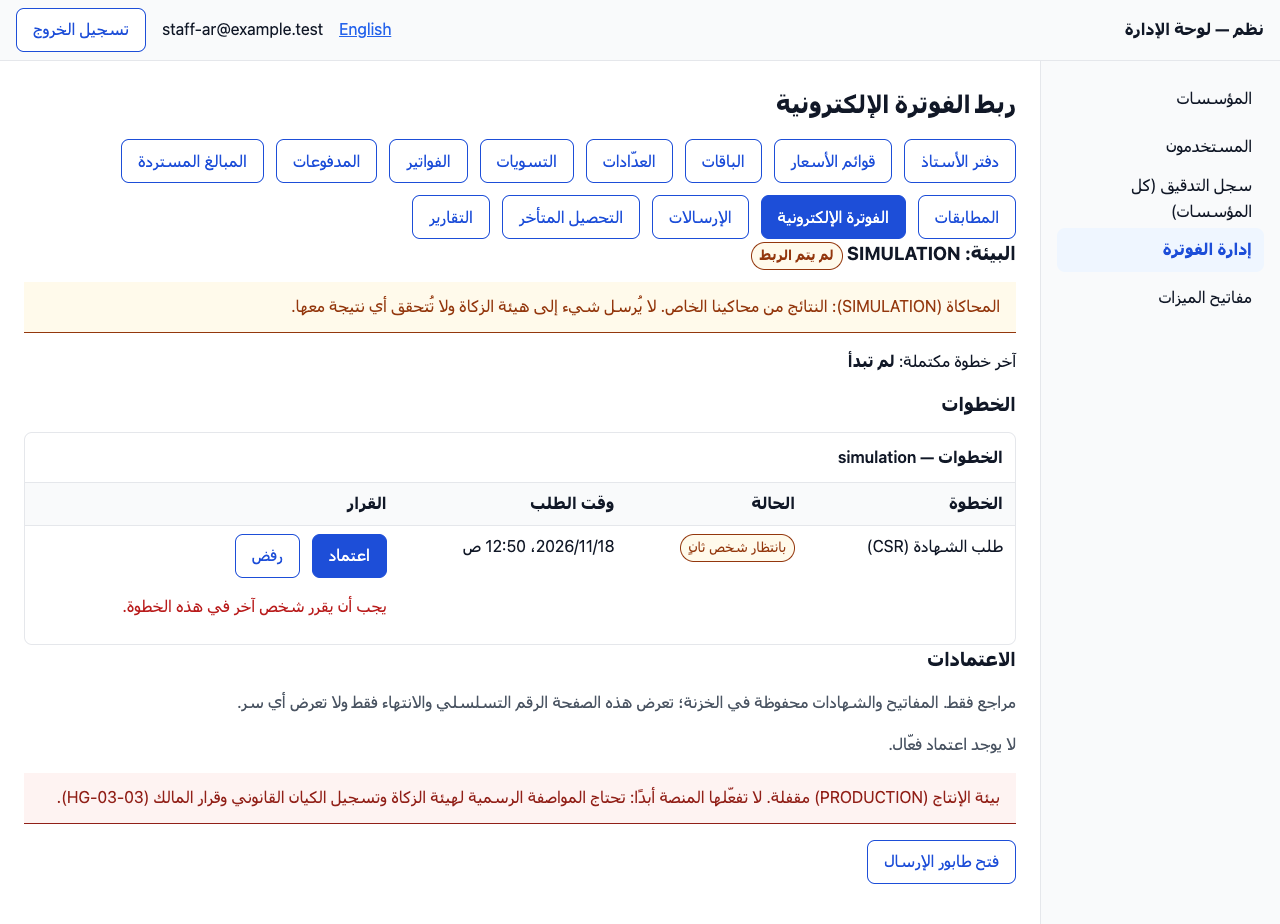 نظم — لوحة الإدارة
English
staff-ar@example.test
تسجيل الخروج
المؤسسات
المستخدمون
سجل التدقيق (كل
المؤسسات)
إدارة الفوترة
مفاتيح الميزات
ربط الفوترة الإلكترونية
دفتر الأستاذ
قوائم الأسعار
الباقات
العدّادات
التسويات
الفواتير
المدفوعات
المبالغ المستردة
المطابقات
الفوترة الإلكترونية
الإرسالات
التحصيل المتأخر
التقارير
البيئة: SIMULATION لم يتم الربط
المحاكاة (SIMULATION): النتائج من محاكينا الخاص. لا يُرسل شيء إلى هيئة الزكاة ولا تُتحقق أي نتيجة معها.
آخر خطوة مكتملة: لم تبدأ
الخطوات
الخطوات — simulation
الخطوة الحالة وقت الطلب القرار
طلب الشهادة (CSR) بانتظار شخص ثانٍ 2026/11/18، 12:50 ص اعتماد رفض
يجب أن يقرر شخص آخر في هذه الخطوة.
الاعتمادات
مراجع فقط. المفاتيح والشهادات محفوظة في الخزنة؛ تعرض هذه الصفحة الرقم التسلسلي والانتهاء فقط ولا تعرض أي سر.
لا يوجد اعتماد فعّال.
بيئة الإنتاج (PRODUCTION) مقفلة. لا تفعّلها المنصة أبدًا: تحتاج المواصفة الرسمية لهيئة الزكاة وتسجيل الكيان القانوني وقرار المالك (HG-03-03).
فتح طابور الإرسال